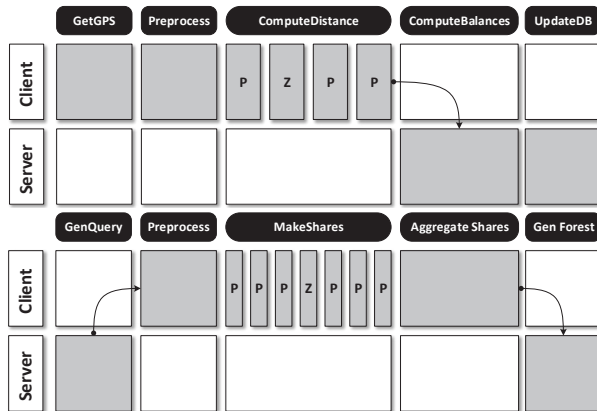 GetGPS Preprocess ComputeDistance ComputeBalances UpdateDB
Client
P Z P P
Server
GenQuery Preprocess MakeShares Aggregate Shares Gen Forest
Client
P P P Z P P P
Server